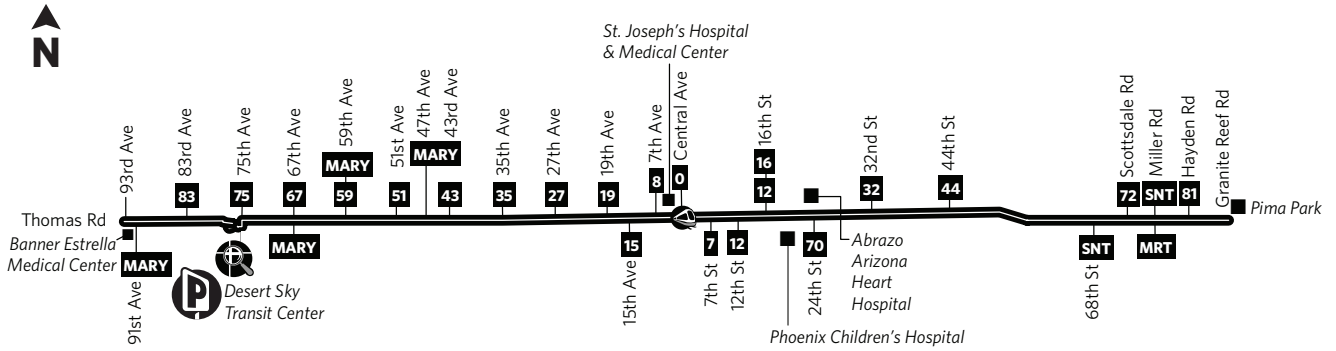 N
St. Joseph's Hospital
& Medical Center
93rd Ave
83rd Ave
75th Ave
67th Ave
59th Ave
51st Ave
47th Ave
43rd Ave
35th Ave
27th Ave
19th Ave
7th Ave
Central Ave
16th St
32nd St
44th St
Scottsdale Rd
Miller Rd
Hayden Rd
Granite Reef Rd
MARY
MARY
16
83
75
67
59
51
43
35
27
19
8
0
12
32
44
72
SNT
81
Thomas Rd
Pima Park
Banner Estrella
Medical Center
MARY
MARY
15
7
12
70
SNT
MRT
91st Ave
P
Desert Sky
Transit Center
15th Ave
7th St
12th St
24th St
68th St
Abrazo
Arizona
Heart
Hospital
Phoenix Children's Hospital